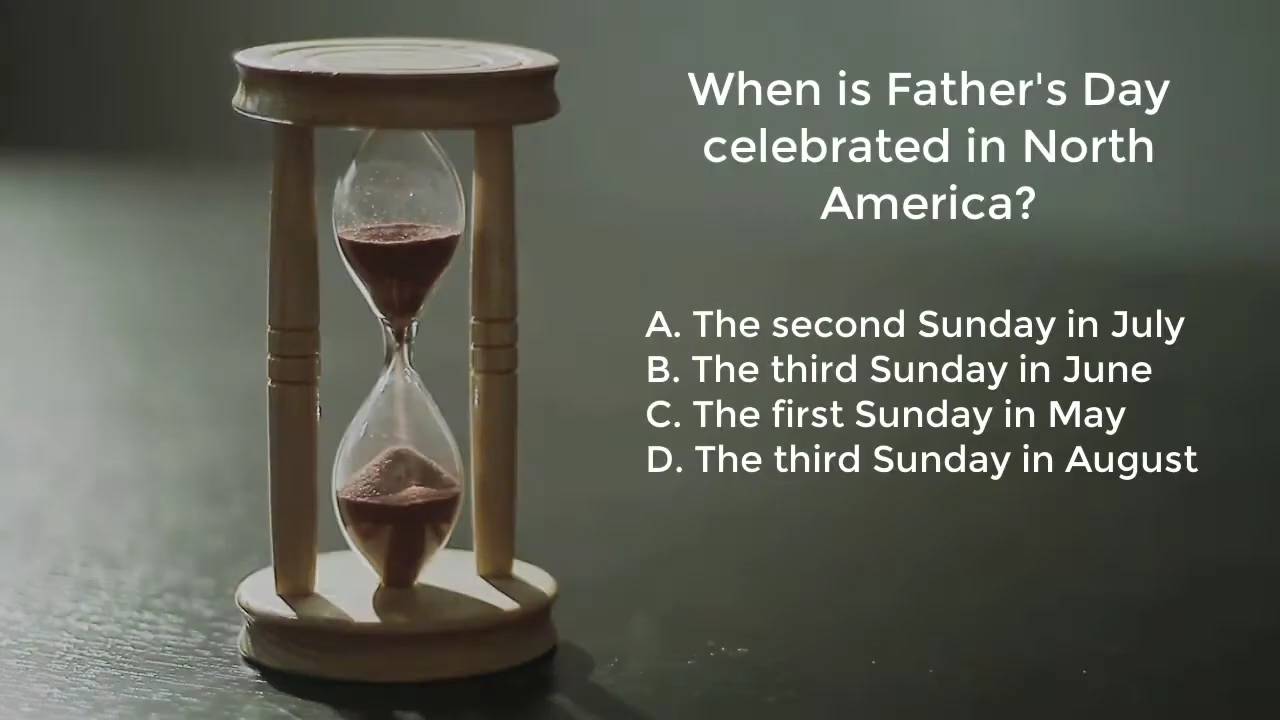 When is Father's Day
celebrated in North
America?
A. The second Sunday in July
B. The third Sunday in June
C. The first Sunday in May
D. The third Sunday in August